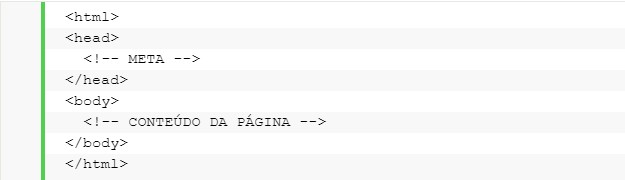 <html>
<head>
<!-- META -->
</head>
<body>
<!-- CONTEÚDO DA PÁGINA -->
</body>
</html>